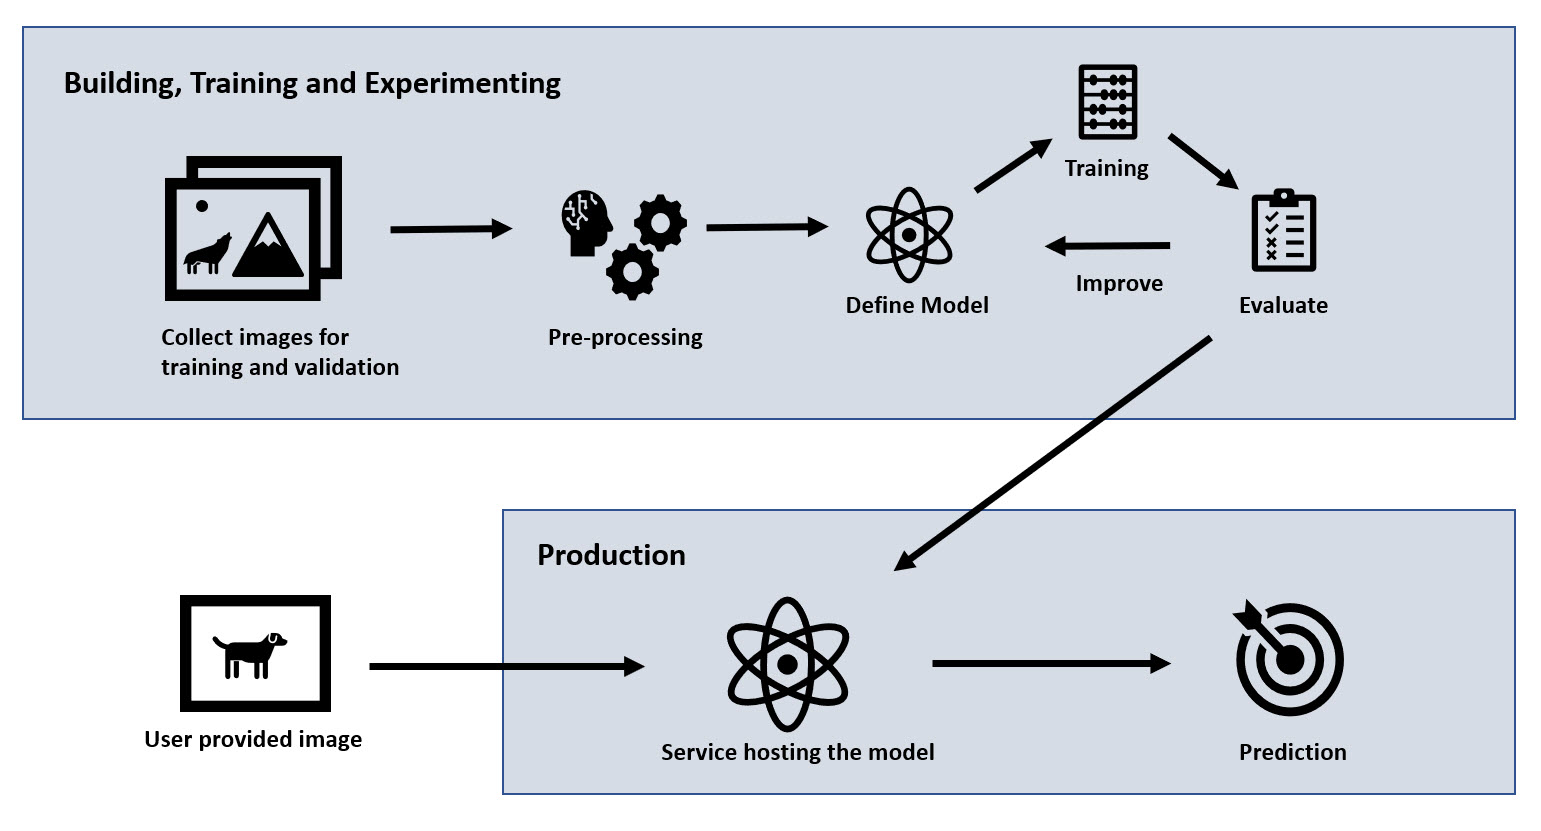 Building, Training and Experimenting
Training
Improve
Define Model
Evaluate
Collect images for
training and validation
Pre-processing
Production
User provided image
Service hosting the model
Prediction